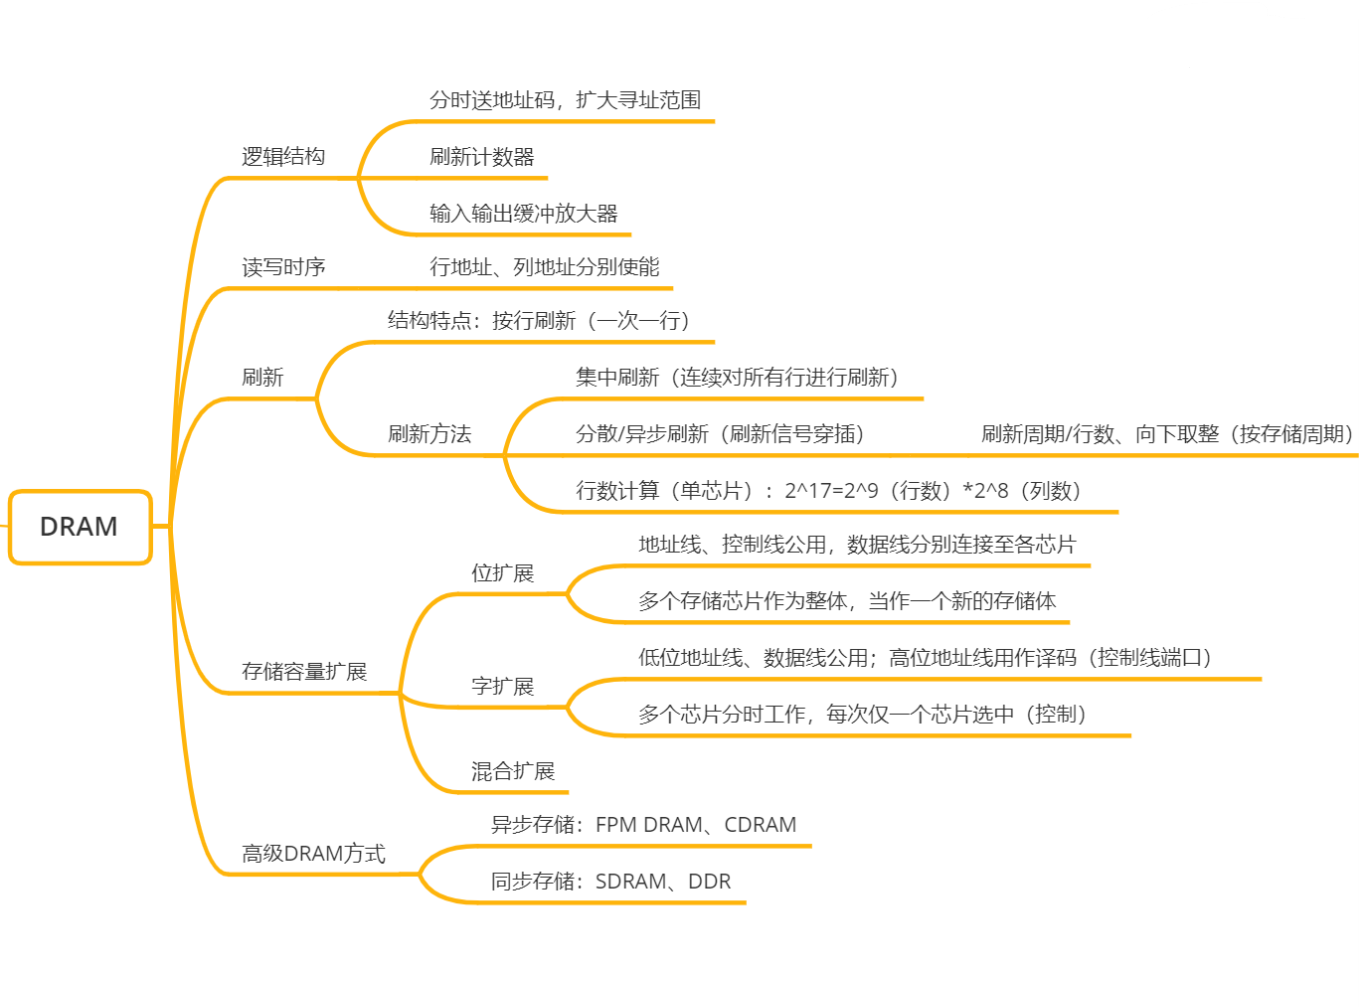 DRAM
逻辑结构
分时送地址码，扩大寻址范围
刷新计数器
输入输出缓冲放大器
读写时序
行地址、列地址分别使能
刷新
结构特点：按行刷新（一次一行）
刷新方法
集中刷新（连续对所有行进行刷新）
分散/异步刷新（刷新信号穿插）
刷新周期/行数、向下取整（按存储周期）
行数计算（单芯片）：2^17=2^9（行数）*2^8（列数）
存储容量扩展
位扩展
地址线、控制线公用，数据线分别连接至各芯片
多个存储芯片作为整体，当作一个新的存储体
字扩展
低位地址线、数据线公用；高位地址线用作译码（控制线端口）
多个芯片分时工作，每次仅一个芯片选中（控制）
混合扩展
高级DRAM方式
异步存储：FPM DRAM、CDRAM
同步存储：SDRAM、DDR